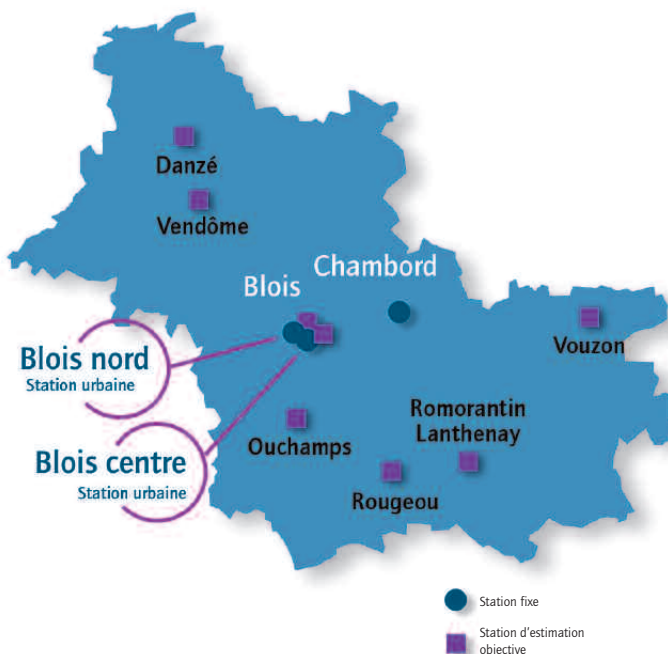 Danzé
Vendôme
Chambord
Blois
Blois nord
Station urbaine
Vouzon
Blois centre
Station urbaine
Ouchamps
Romorantin
Lanthenay
Rougeou
Station fixe
Station d'estimation
objective